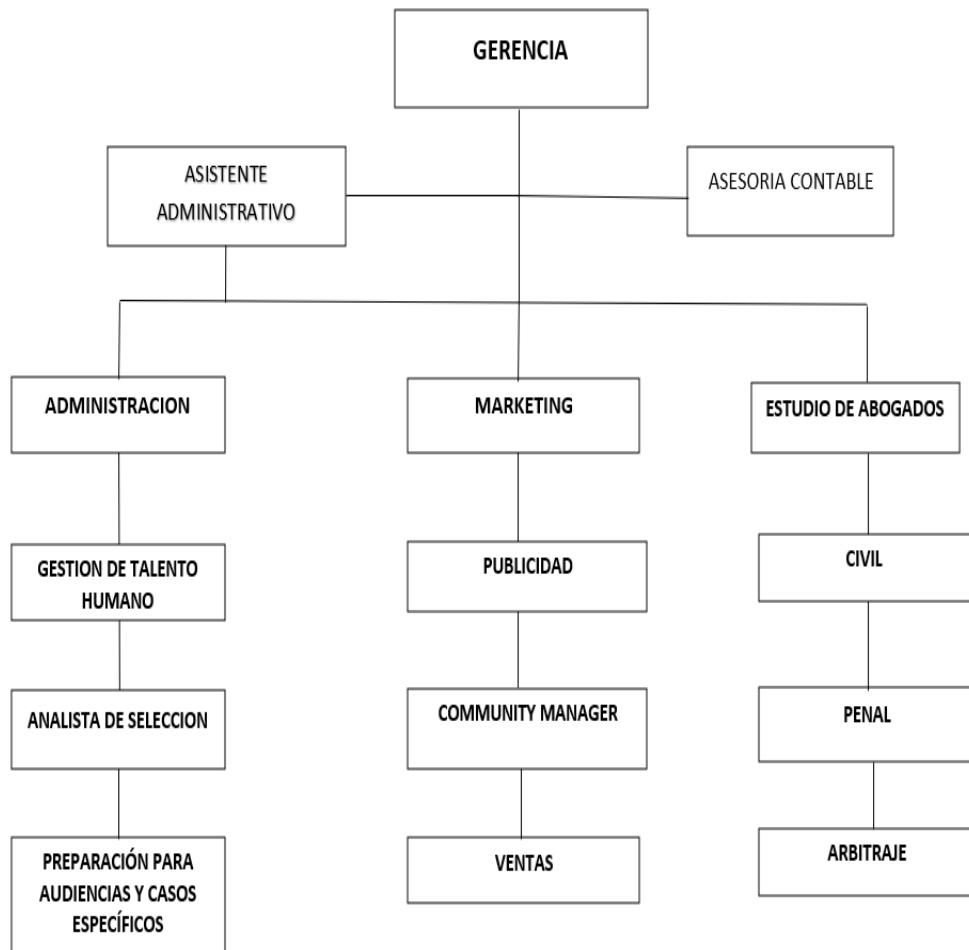 GERENCIA
ASISTENTE
ADMINISTRATIVO
ASESORIA CONTABLE
ADMINISTRACION
MARKETING
ESTUDIO DE ABOGADOS
GESTION DE TALENTO
HUMANO
PUBLICIDAD
CIVIL
ANALISTA DE SELECCION
COMMUNITY MANAGER
PENAL
PREPARACIÓN PARA
AUDIENCIAS Y CASOS
ESPECÍFICOS
VENTAS
ARBITRAJE